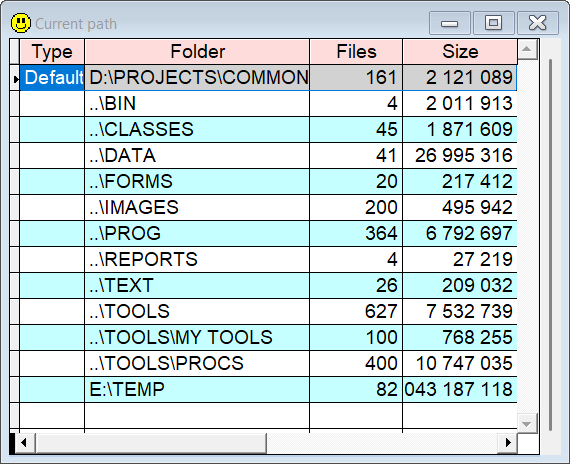 Current path
Type Folder Files Size
Default D:\PROJECTS\COMMON 161 2 121 089
..\BIN 4 2 011 913
..\CLASSES 45 1 871 609
..\DATA 41 26 995 316
..\FORMS 20 217 412
..\IMAGES 200 495 942
..\PROG 364 6 792 697
..\REPORTS 4 27 219
..\TEXT 26 209 032
..\TOOLS 627 7 532 739
..\TOOLS\MY TOOLS 100 768 255
..\TOOLS\PROCS 400 10 747 035
E:\TEMP 82 043 187 118